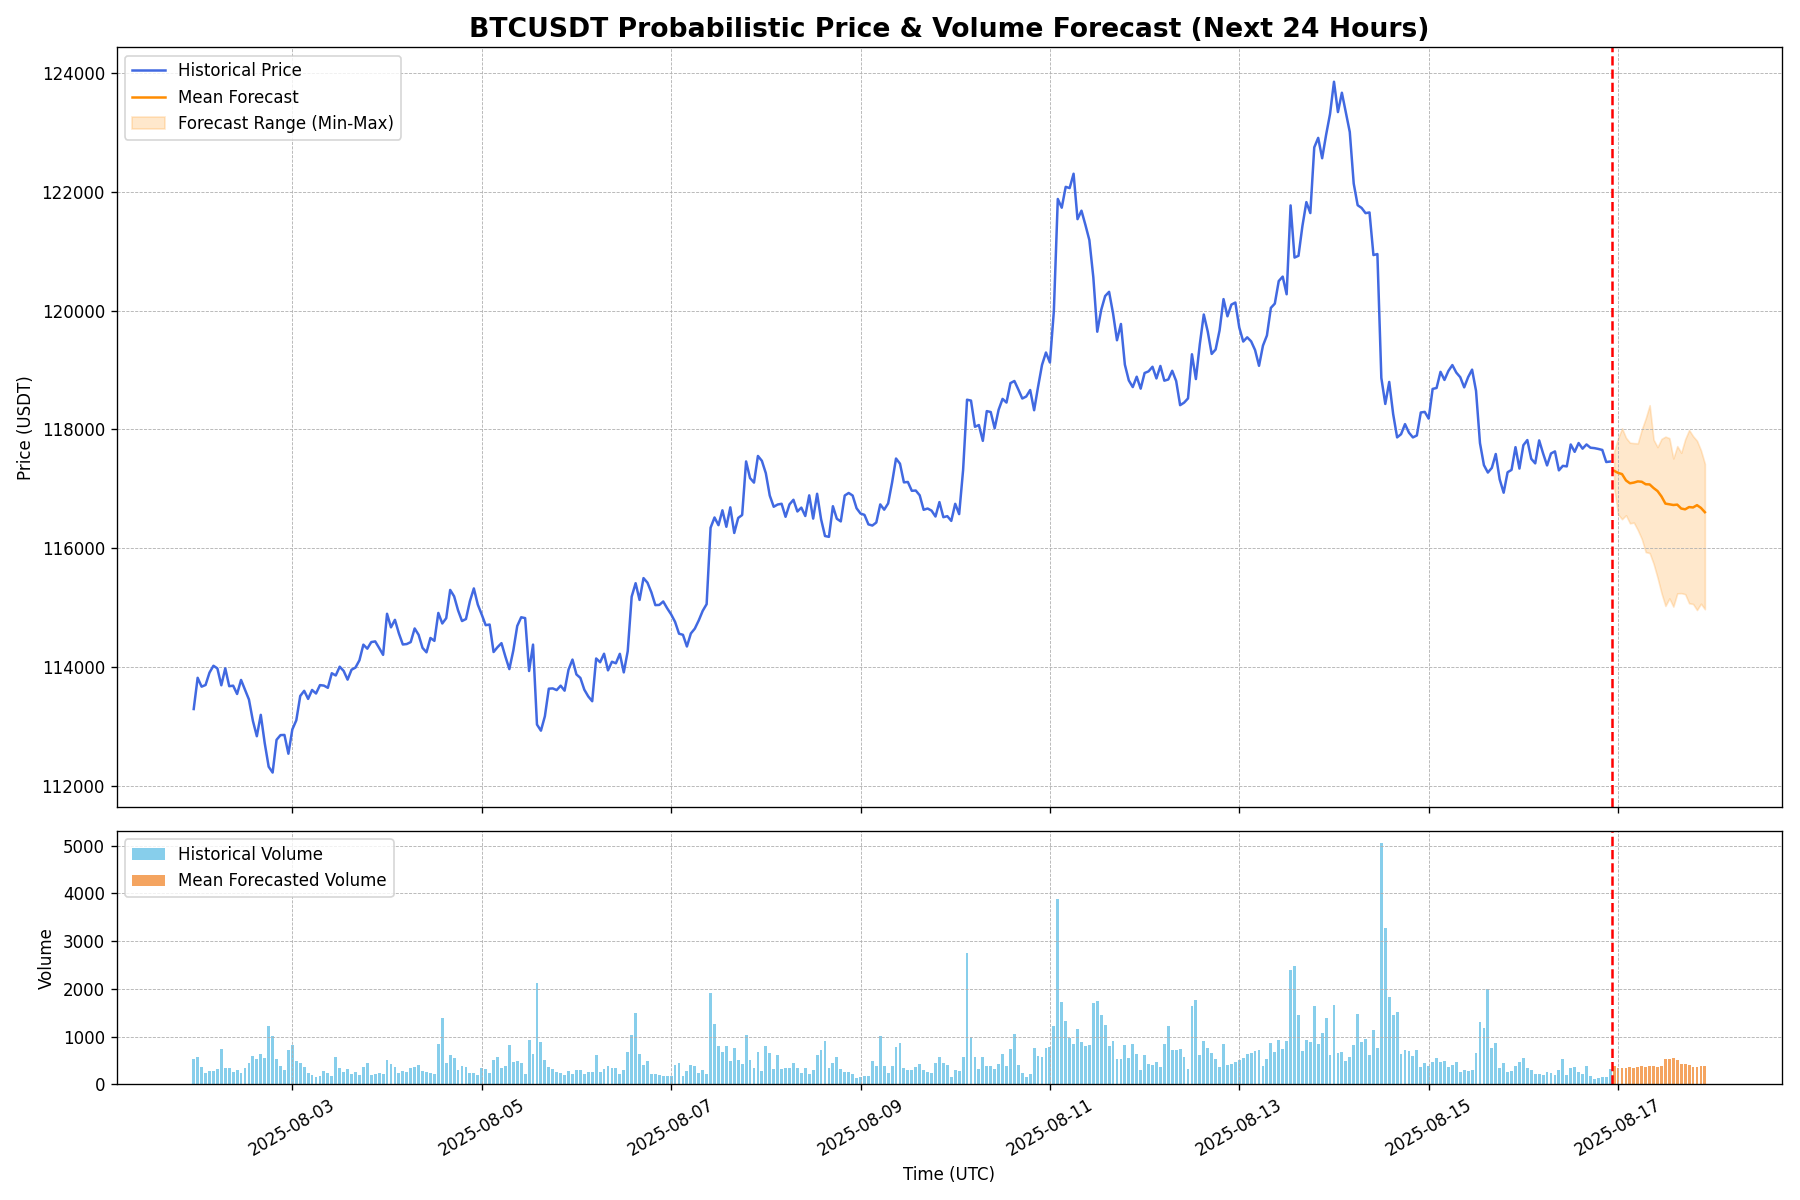 BTCUSDT Probabilistic Price & Volume Forecast (Next 24 Hours)
Historical Price
Mean Forecast
Forecast Range (Min-Max)
124000
122000
120000
118000
116000
114000
112000
Price (USDT)
Historical Volume
Mean Forecasted Volume
5000
4000
3000
2000
1000
0
Volume
2025-08-03
2025-08-05
2025-08-07
2025-08-09
2025-08-11
2025-08-13
2025-08-15
2025-08-17
Time (UTC)